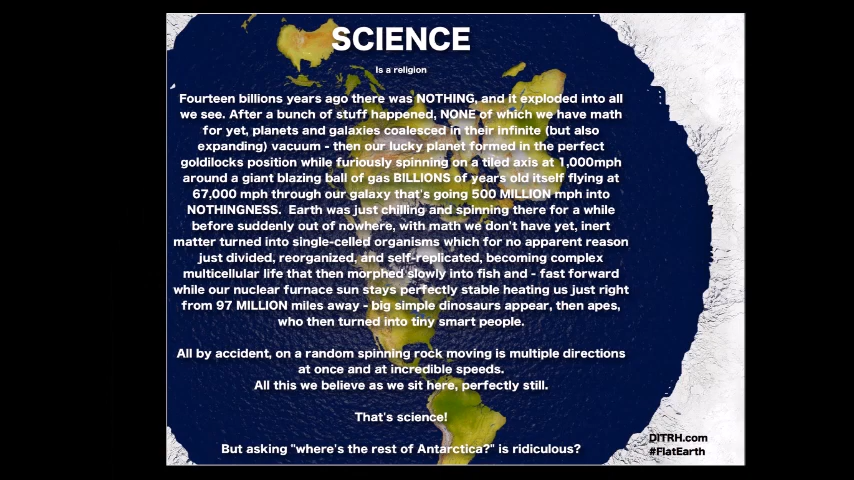 SCIENCE
Is a religion
Fourteen billions years ago there was NOTHING, and it exploded into all
we see. After a bunch of stuff happened, NONE of which we have math
for yet, planets and galaxies coalesced in their infinite (but also
expanding) vacuum - then our lucky planet formed in the perfect
goldilocks position while furiously spinning on a tiled axis at 1,000mph
around a giant blazing ball of gas BILLIONS of years old itself flying at
67,000 mph through our galaxy that's going 500 MILLION mph into
NOTHINGNESS. Earth was just chilling and spinning there for a while
before suddenly out of nowhere, with math we don't have yet, inert
matter turned into single-celled organisms which for no apparent reason
just divided, reorganized, and self-replicated, becoming complex
multicellular life that then morphed slowly into fish and - fast forward
while our nuclear furnace sun stays perfectly stable heating us just right
from 97 MILLION miles away - big simple dinosaurs appear, then apes,
who then turned into tiny smart people.
All by accident, on a random spinning rock moving is multiple directions
at once and at incredible speeds.
All this we believe as we sit here, perfectly still.
That's science!
But asking "where's the rest of Antarctica?" is ridiculous?
DITRH.com
#FlatEarth